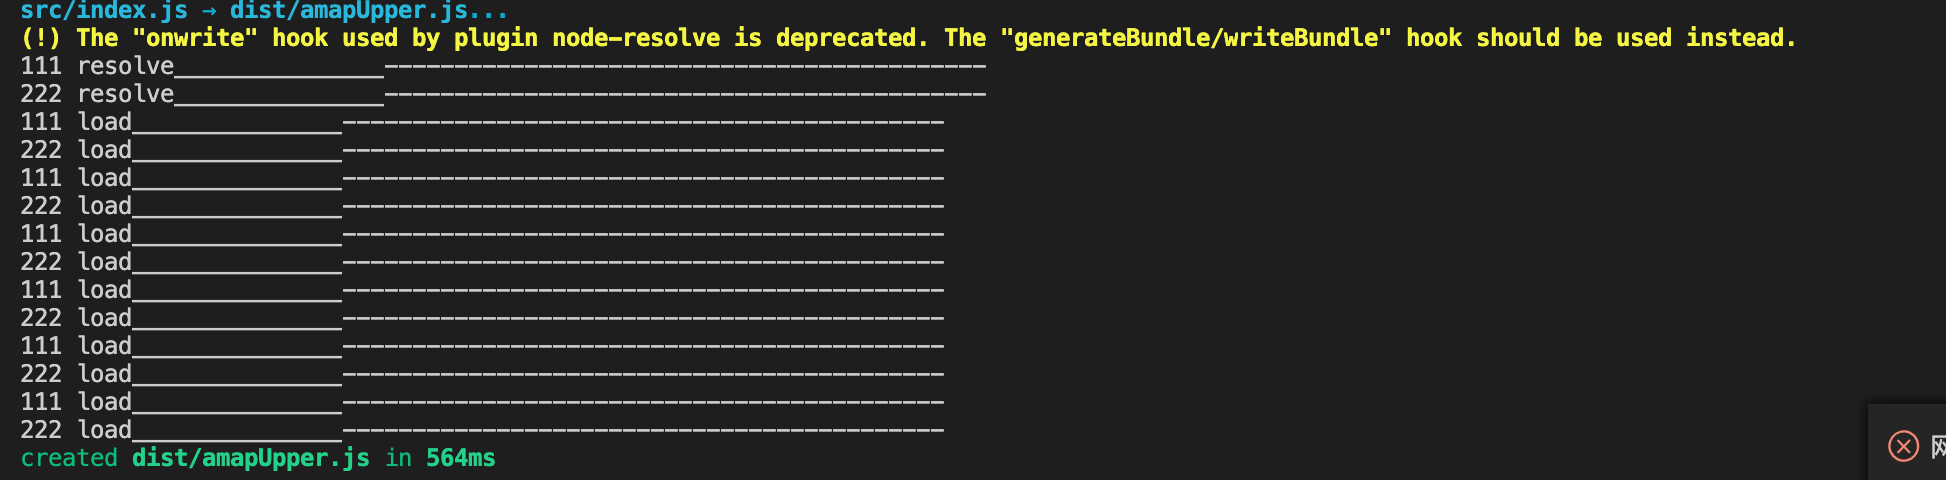 src/index.js → dist/amapUpper.js...
(!) The "onwrite" hook used by plugin node-resolve is deprecated. The "generateBundle/writeBundle" hook should be used instead.
111 resolve_______________-------------------------------------------
222 resolve_______________-------------------------------------------
111 load_______________-------------------------------------------
222 load_______________-------------------------------------------
111 load_______________-------------------------------------------
222 load_______________-------------------------------------------
111 load_______________-------------------------------------------
222 load_______________-------------------------------------------
111 load_______________-------------------------------------------
222 load_______________-------------------------------------------
111 load_______________-------------------------------------------
222 load_______________-------------------------------------------
111 load_______________-------------------------------------------
222 load_______________-------------------------------------------
created dist/amapUpper.js in 564ms